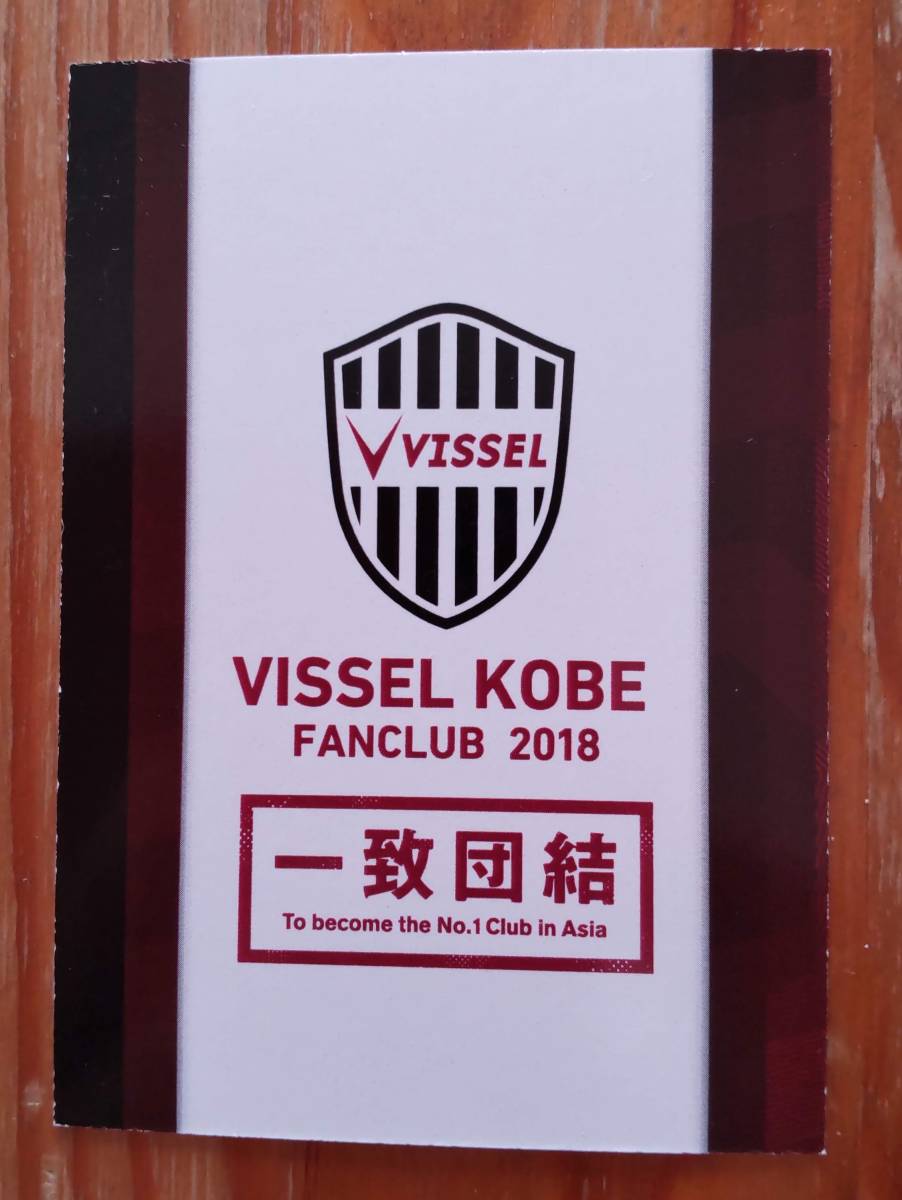 VISSEL
VISSEL KOBE
FANCLUB 2018
一致団結
To become the No.1 Club in Asia